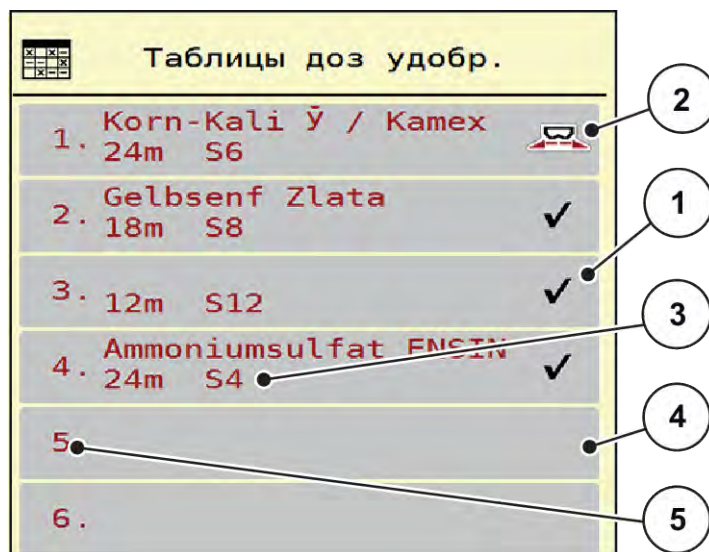 Таблицы доз удобр.
1. Korn-Kali Ӯ / Kamex
24m S6
2. Gelbsenf Zlata
18m S8
3.
12m S12
4. Ammoniumsulfat ENSIN
24m S4
5
6.
2
1
3
4
5